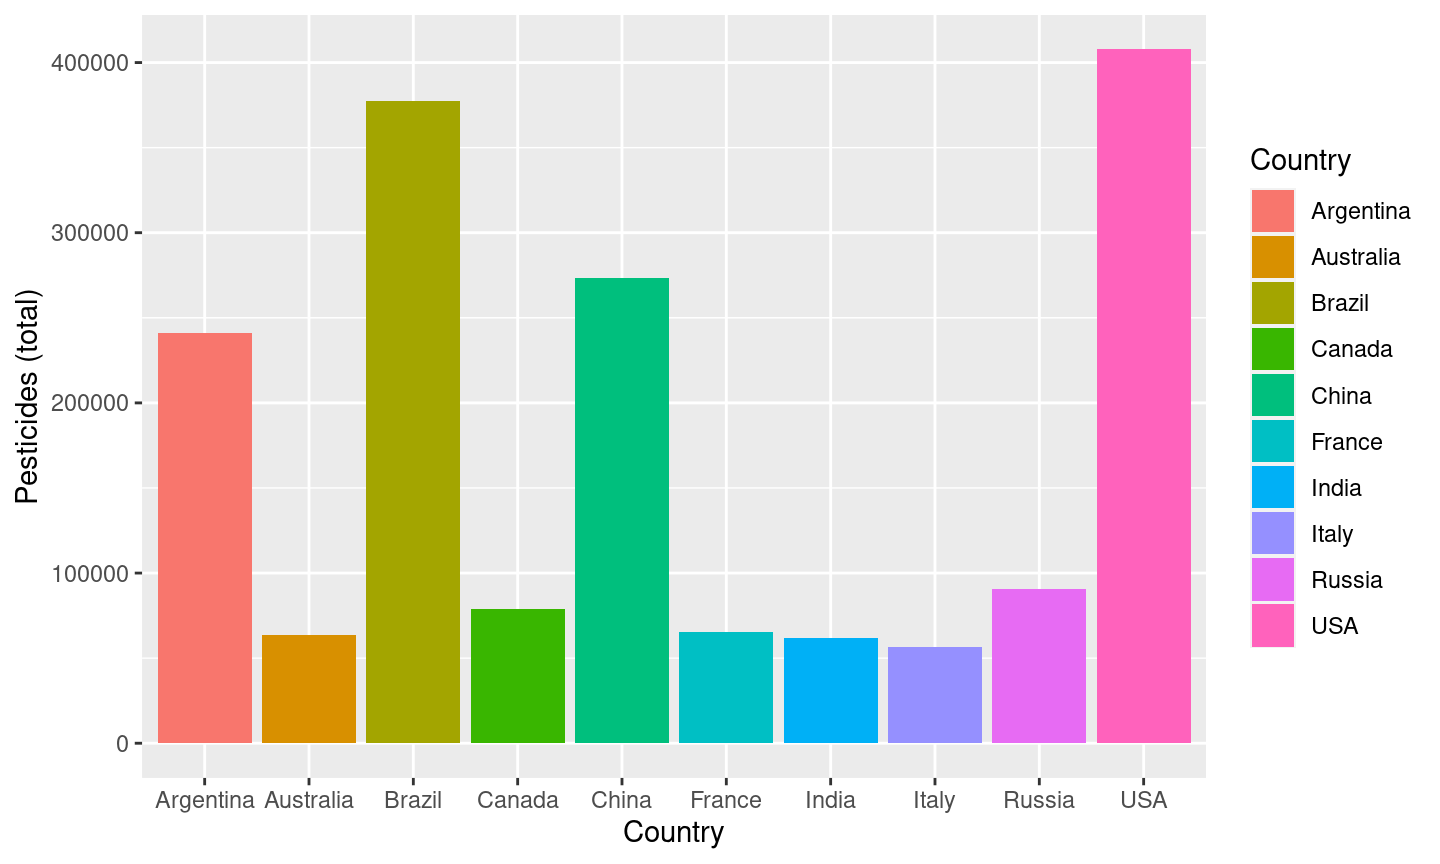 Pesticides (total)
400000
300000
200000
100000
0
Argentina Australia Brazil Canada China France India Italy Russia USA
Country
Country
Argentina
Australia
Brazil
Canada
China
France
India
Italy
Russia
USA